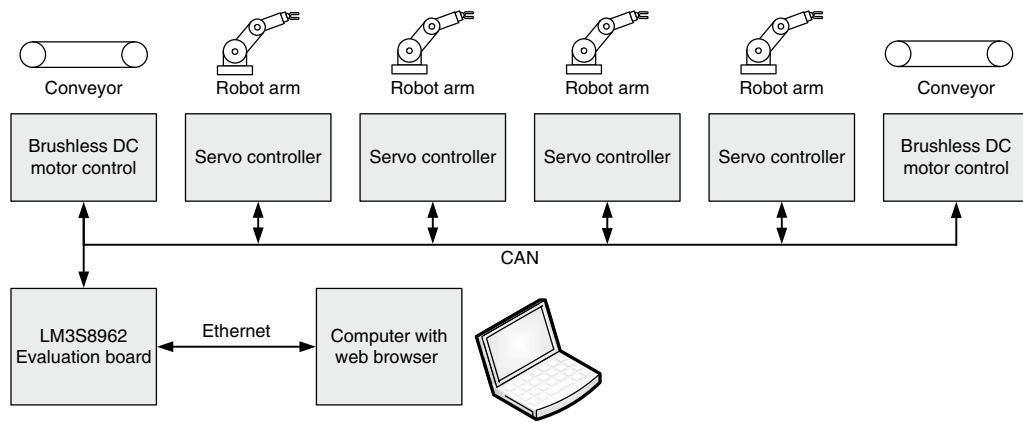 Conveyor
Robot arm
Robot arm
Robot arm
Robot arm
Conveyor
Brushless DC
motor control
Servo controller
Servo controller
Servo controller
Servo controller
Brushless DC
motor control
CAN
LM3S8962
Evaluation board
Ethernet
Computer with
web browser